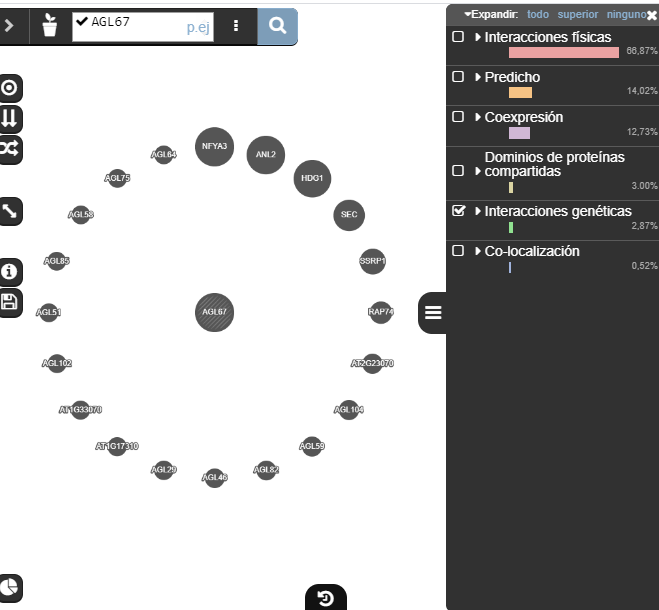 AGL67
p.ej
Expandir: todo superior ninguno
Interacciones físicas
66,87%
Predicho
14,02%
Coexpresión
12,73%
Dominios de proteínas
compartidas
3.00%
Interacciones genéticas
2,87%
Co-localización
0,52%
NFYA3
ANL2
HDG1
SEC
SSRP1
RAP74
AT2G23070
AGL104
AGL59
AGL82
AGL46
AGL29
AT1G17310
AT1G33070
AGL102
AGL51
AGL85
AGL58
AGL75
AGL64
AGL67